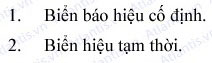 1. Biển báo hiệu cố định.
2. Biển hiệu tạm thời.